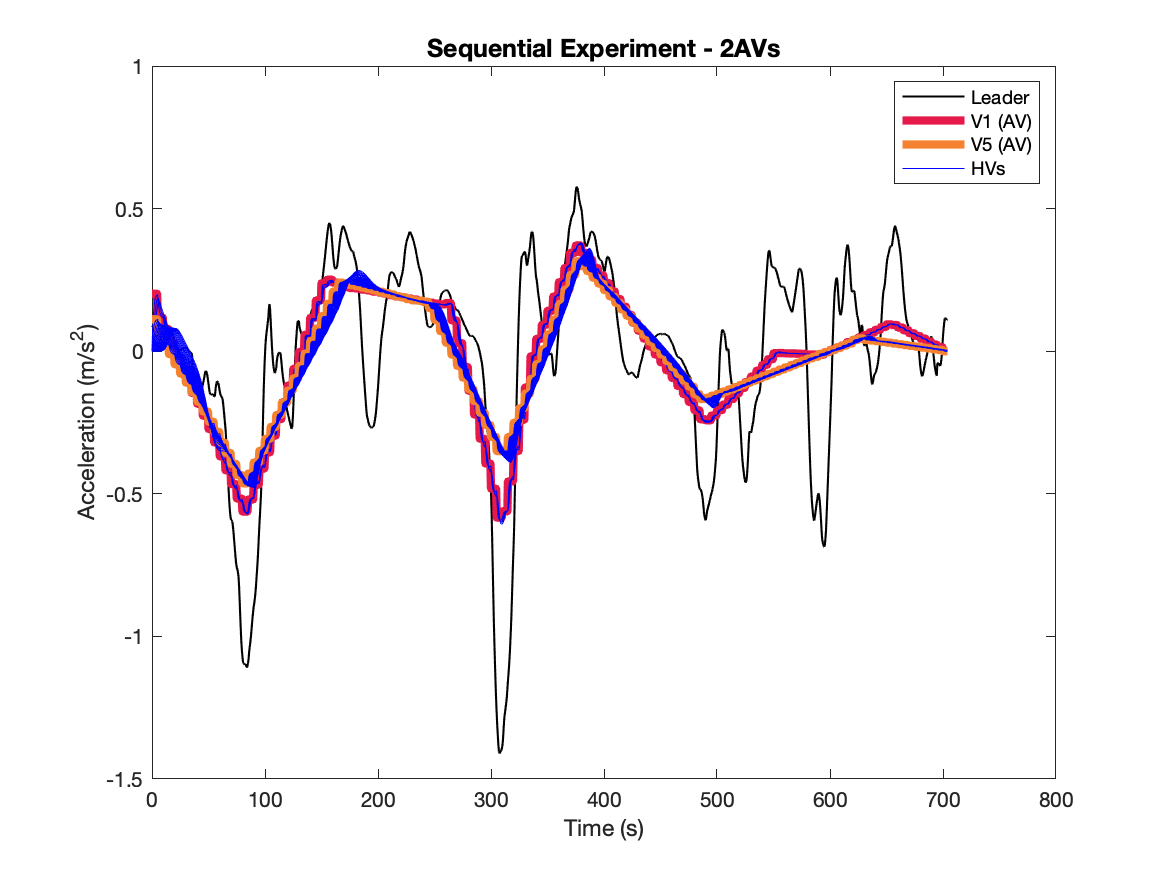 Sequential Experiment - 2AVs
1
0.5
0
-0.5
-1
-1.5
Acceleration (m/s²)
Leader
V1 (AV)
V5 (AV)
HVs
0 100 200 300 400 500 600 700 800
Time (s)